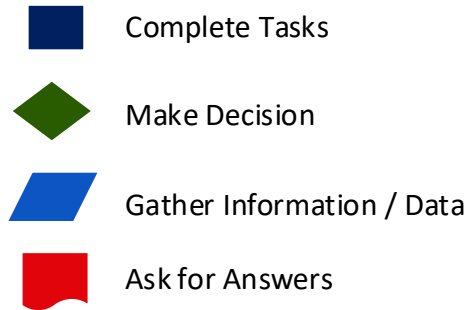 Complete Tasks
Make Decision
Gather Information / Data
Ask for Answers